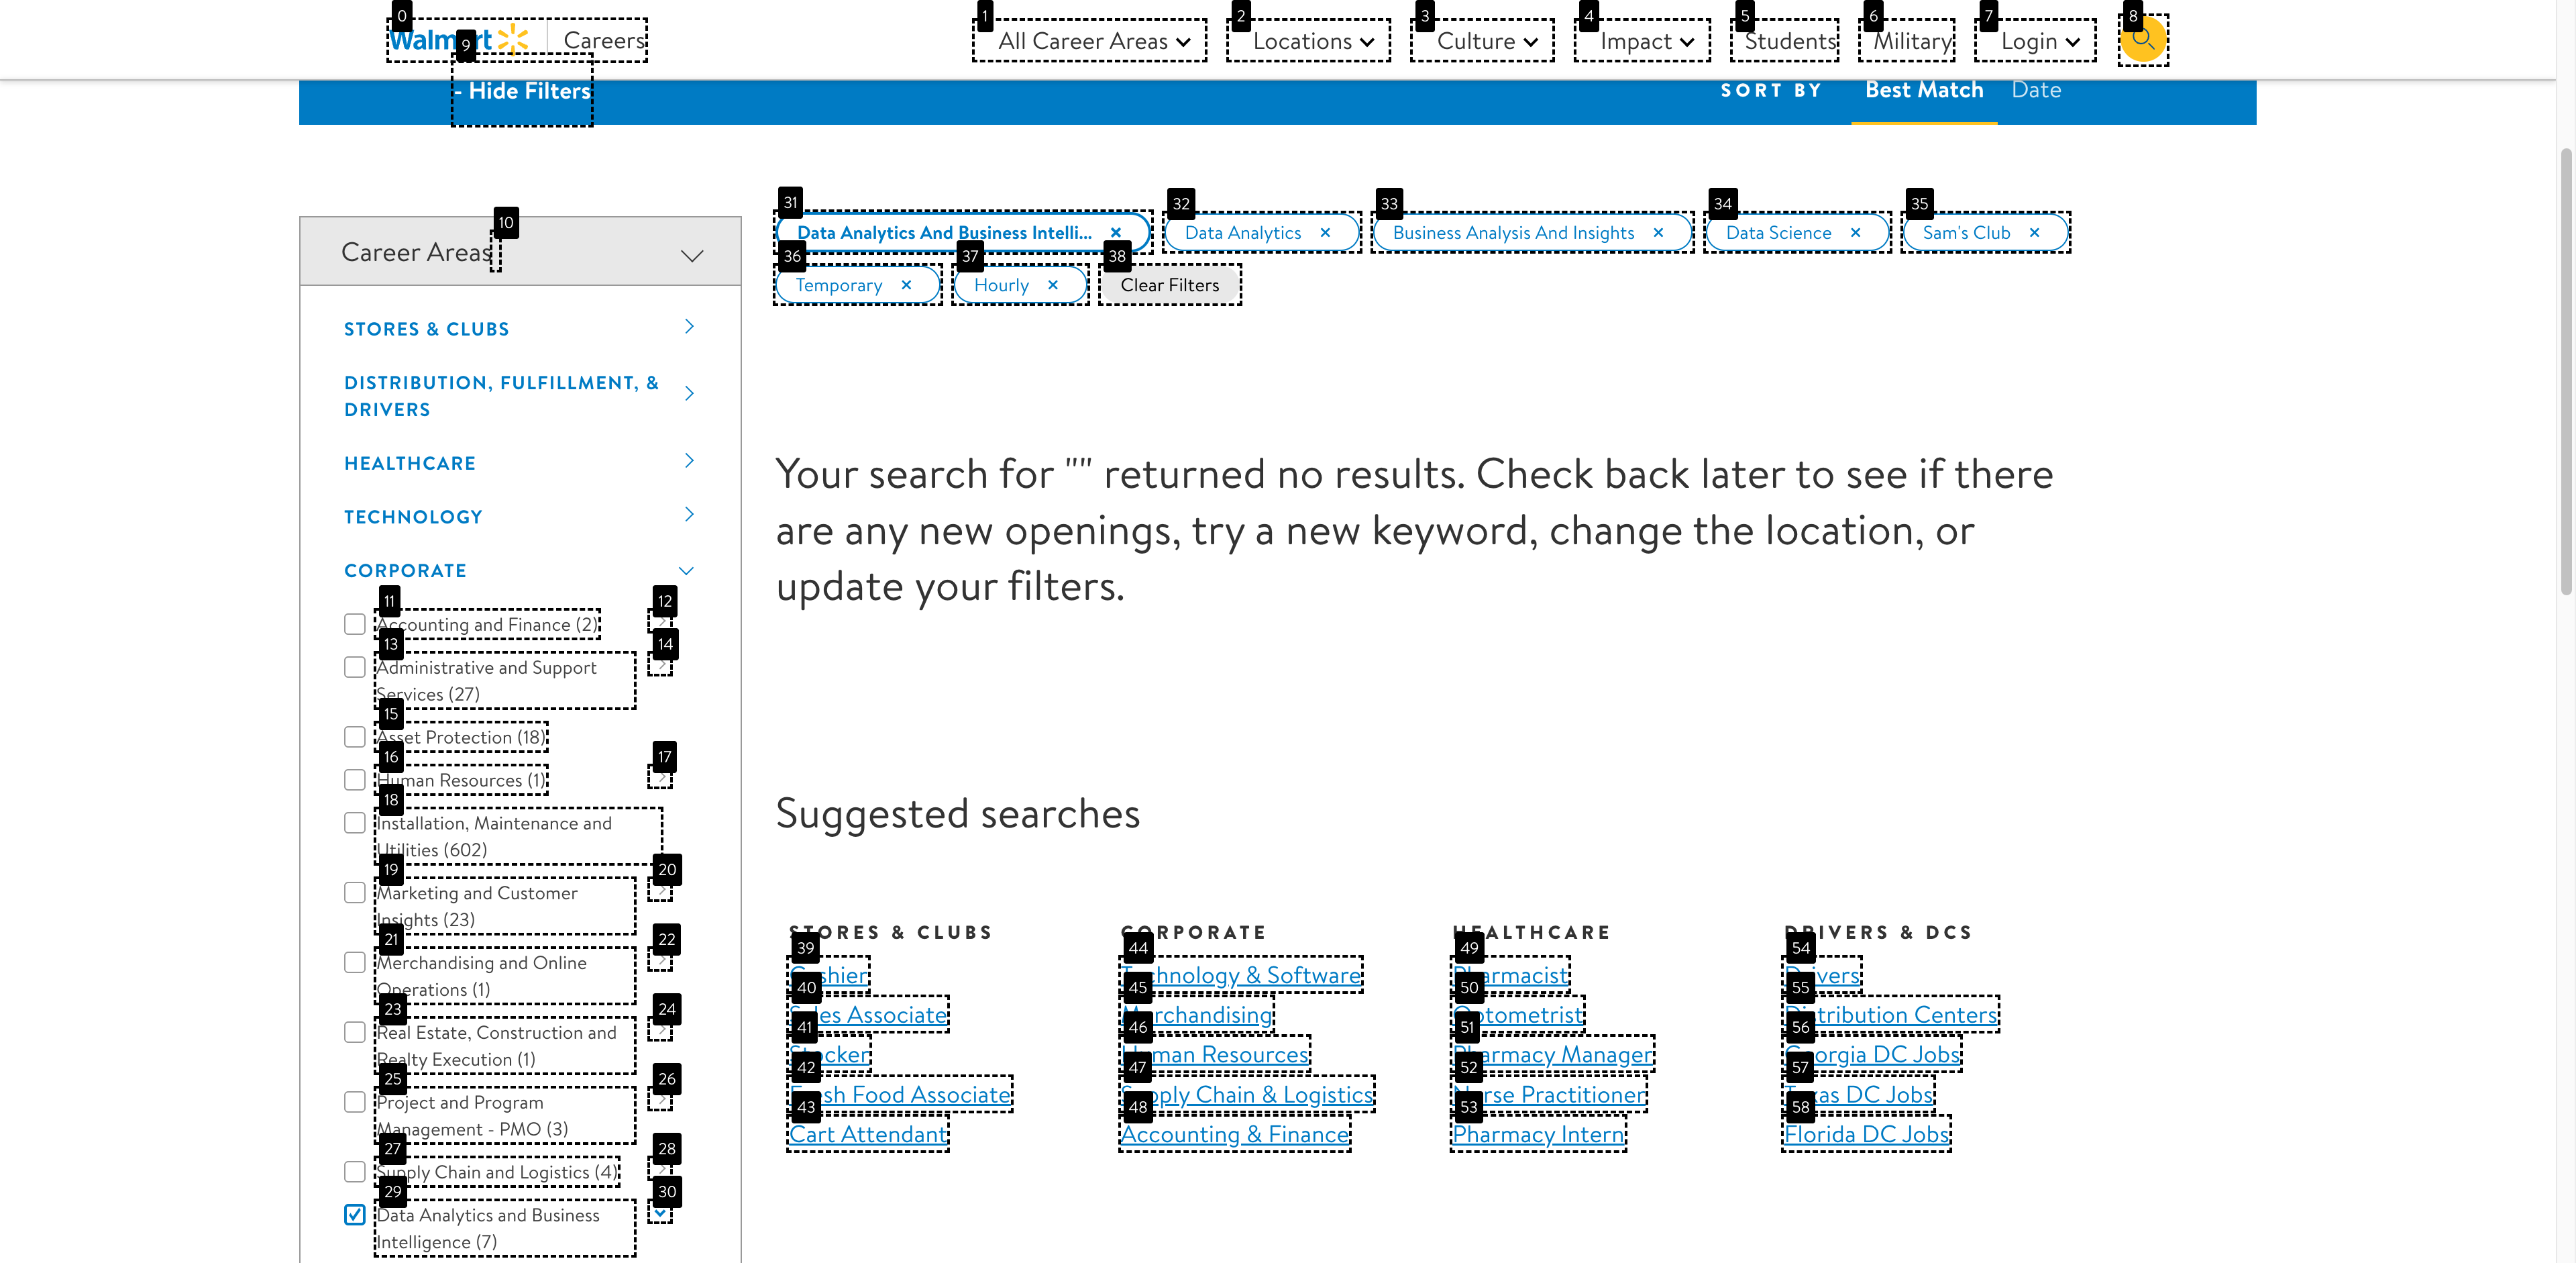 0 1 2 3 4 5 6 7 8
Walmart Careers All Career Areas Locations Culture Impact Students Military Login
9
- Hide Filters SORT BY Best Match Date
10
Career Areas
STORES & CLUBS
DISTRIBUTION, FULFILLMENT, &
DRIVERS
HEALTHCARE
TECHNOLOGY
CORPORATE
11 12
Accounting and Finance (2)
13 14
Administrative and Support
Services (27)
15
Asset Protection (18)
16 17
Human Resources (1)
18
Installation, Maintenance and
Utilities (602)
19 20
Marketing and Customer
Insights (23)
21 22
Merchandising and Online
Operations (1)
23 24
Real Estate, Construction and
Realty Execution (1)
25 26
Project and Program
Management - PMO (3)
27 28
Supply Chain and Logistics (4)
29 30
Data Analytics and Business
Intelligence (7)
31 32 33 34 35
Data Analytics And Business Intelli... × Data Analytics × Business Analysis And Insights × Data Science × Sam's Club ×
36 37 38
Temporary × Hourly × Clear Filters
Your search for "" returned no results. Check back later to see if there
are any new openings, try a new keyword, change the location, or
update your filters.
Suggested searches
STORES & CLUBS
39
Cashier
40
Sales Associate
41
Stocker
42
Fresh Food Associate
43
Cart Attendant
CORPORATE
44
Technology & Software
45
Merchandising
46
Human Resources
47
Supply Chain & Logistics
48
Accounting & Finance
HEALTHCARE
49
Pharmacist
50
Optometrist
51
Pharmacy Manager
52
Nurse Practitioner
53
Pharmacy Intern
DRIVERS & DCS
54
Drivers
55
Distribution Centers
56
Georgia DC Jobs
57
Texas DC Jobs
58
Florida DC Jobs